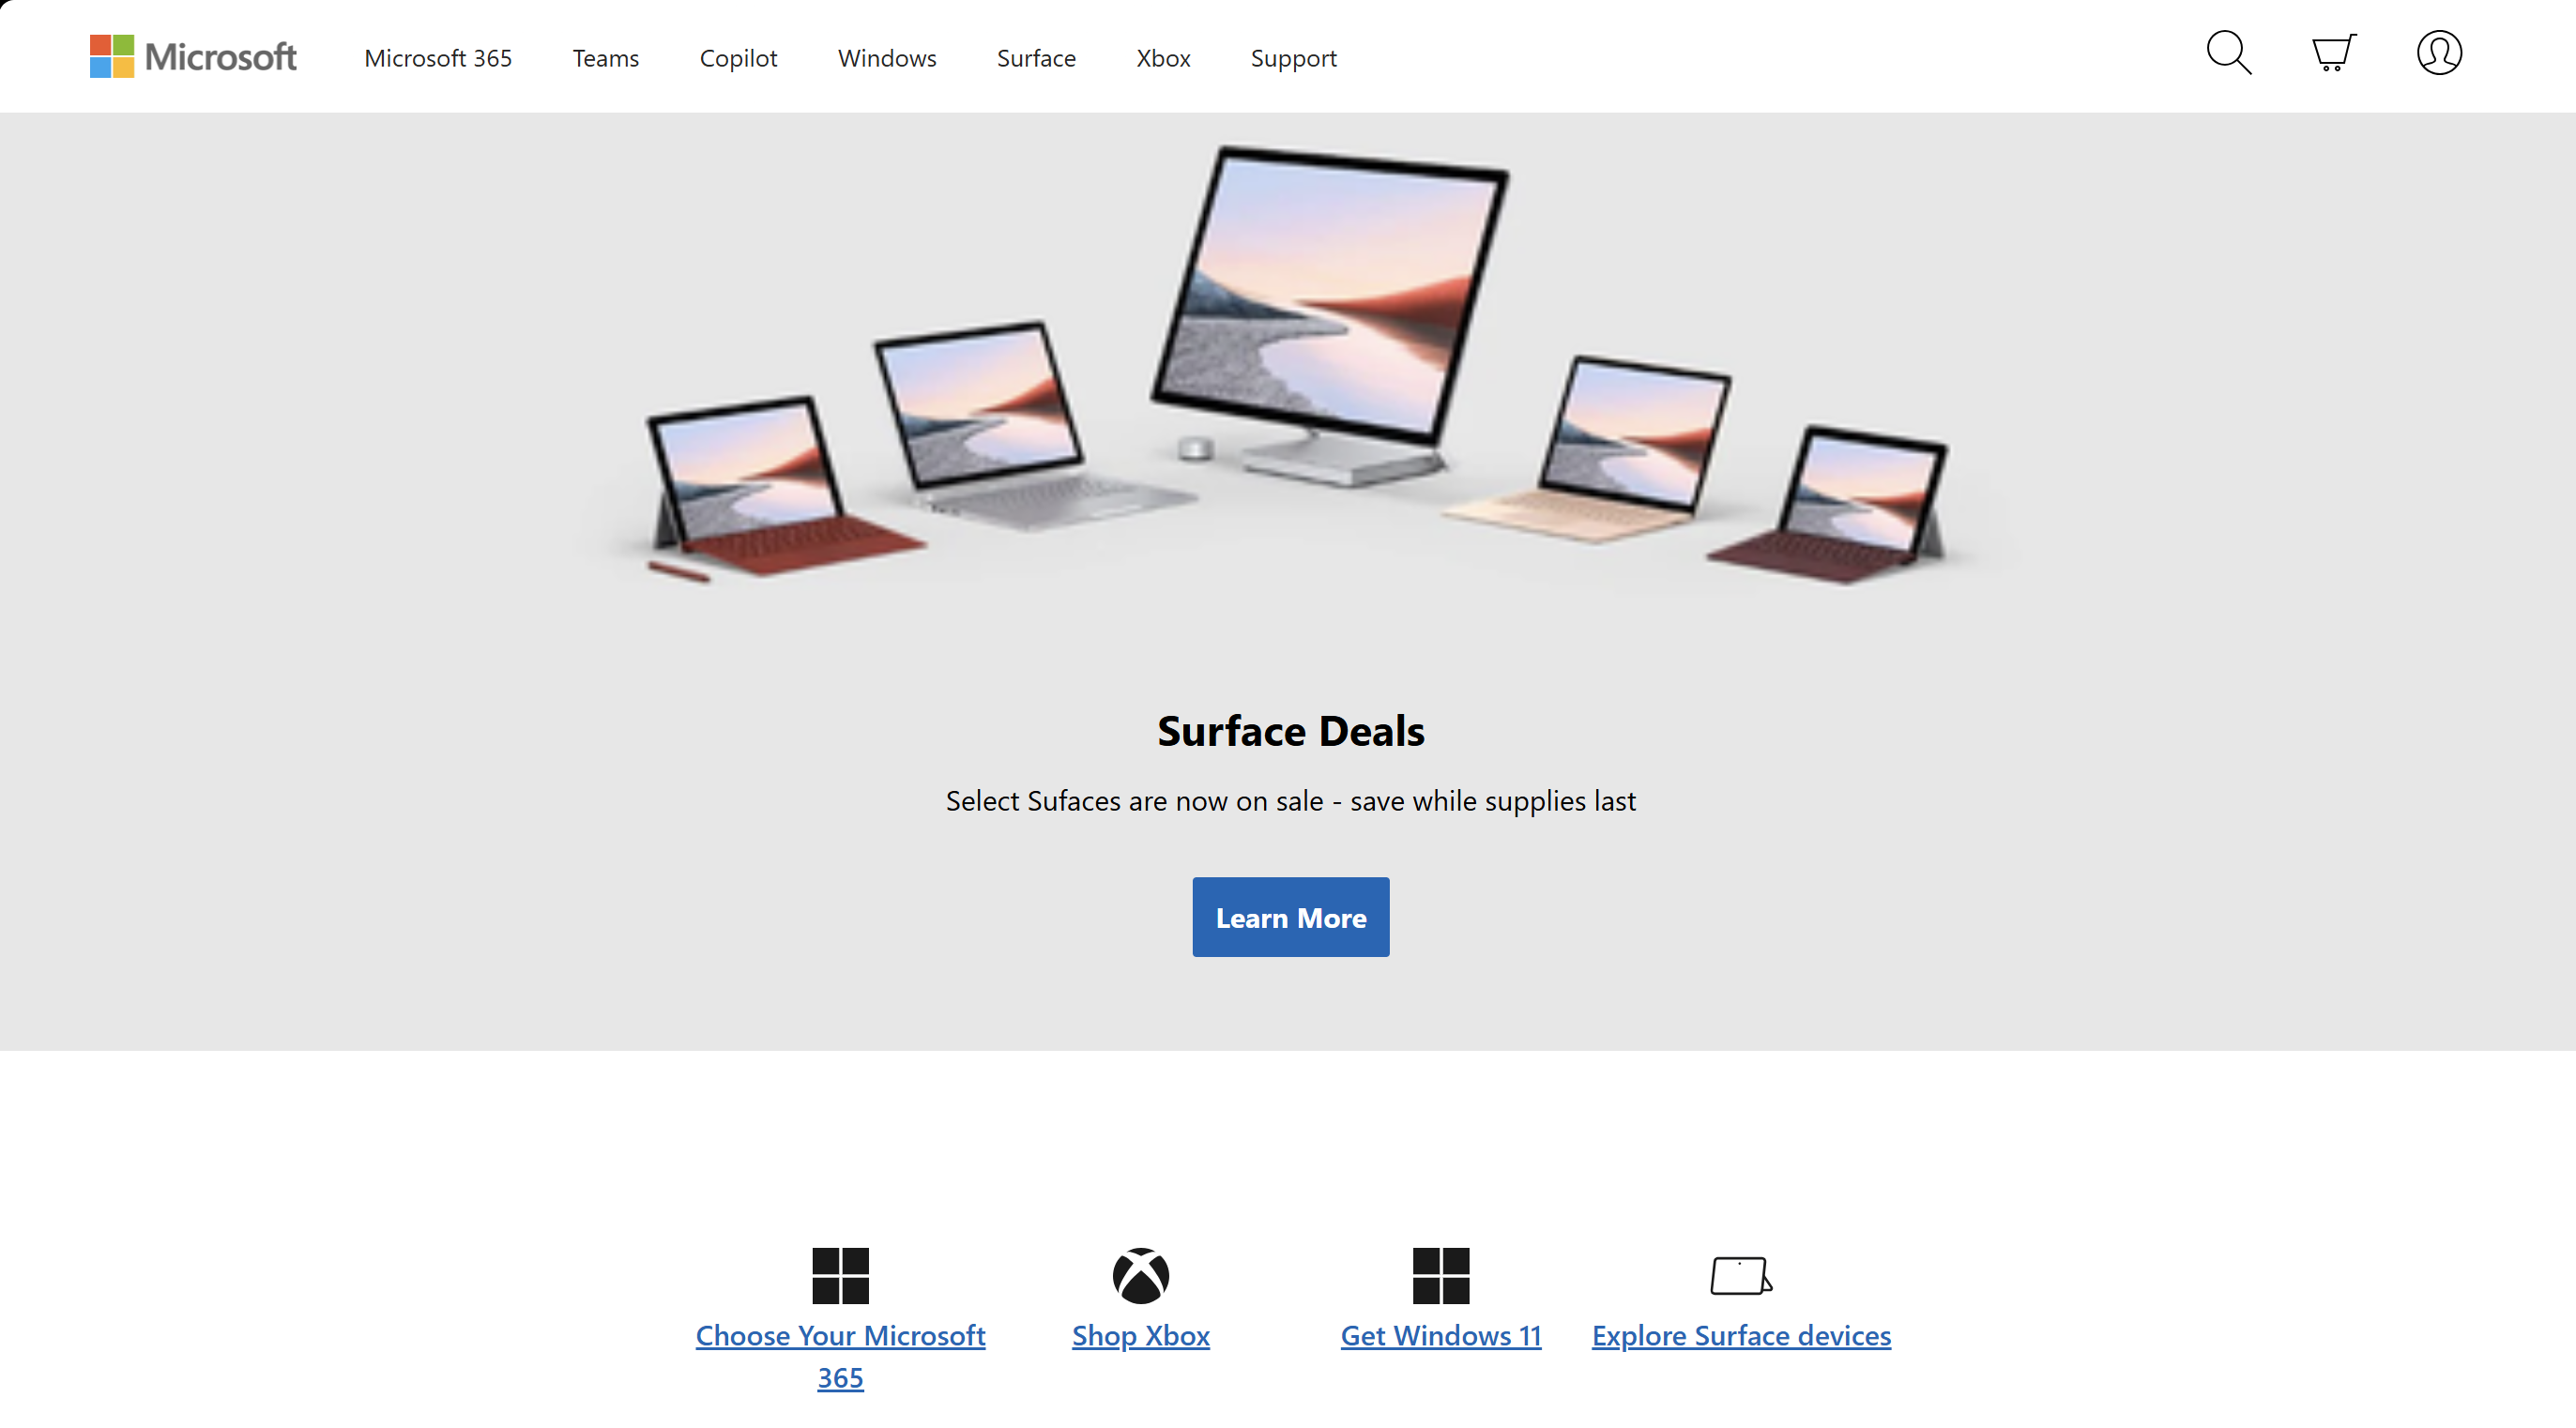 Microsoft Microsoft 365 Teams Copilot Windows Surface Xbox Support
Surface Deals
Select Sufaces are now on sale - save while supplies last
Learn More
Choose Your Microsoft
365
Shop Xbox
Get Windows 11
Explore Surface devices